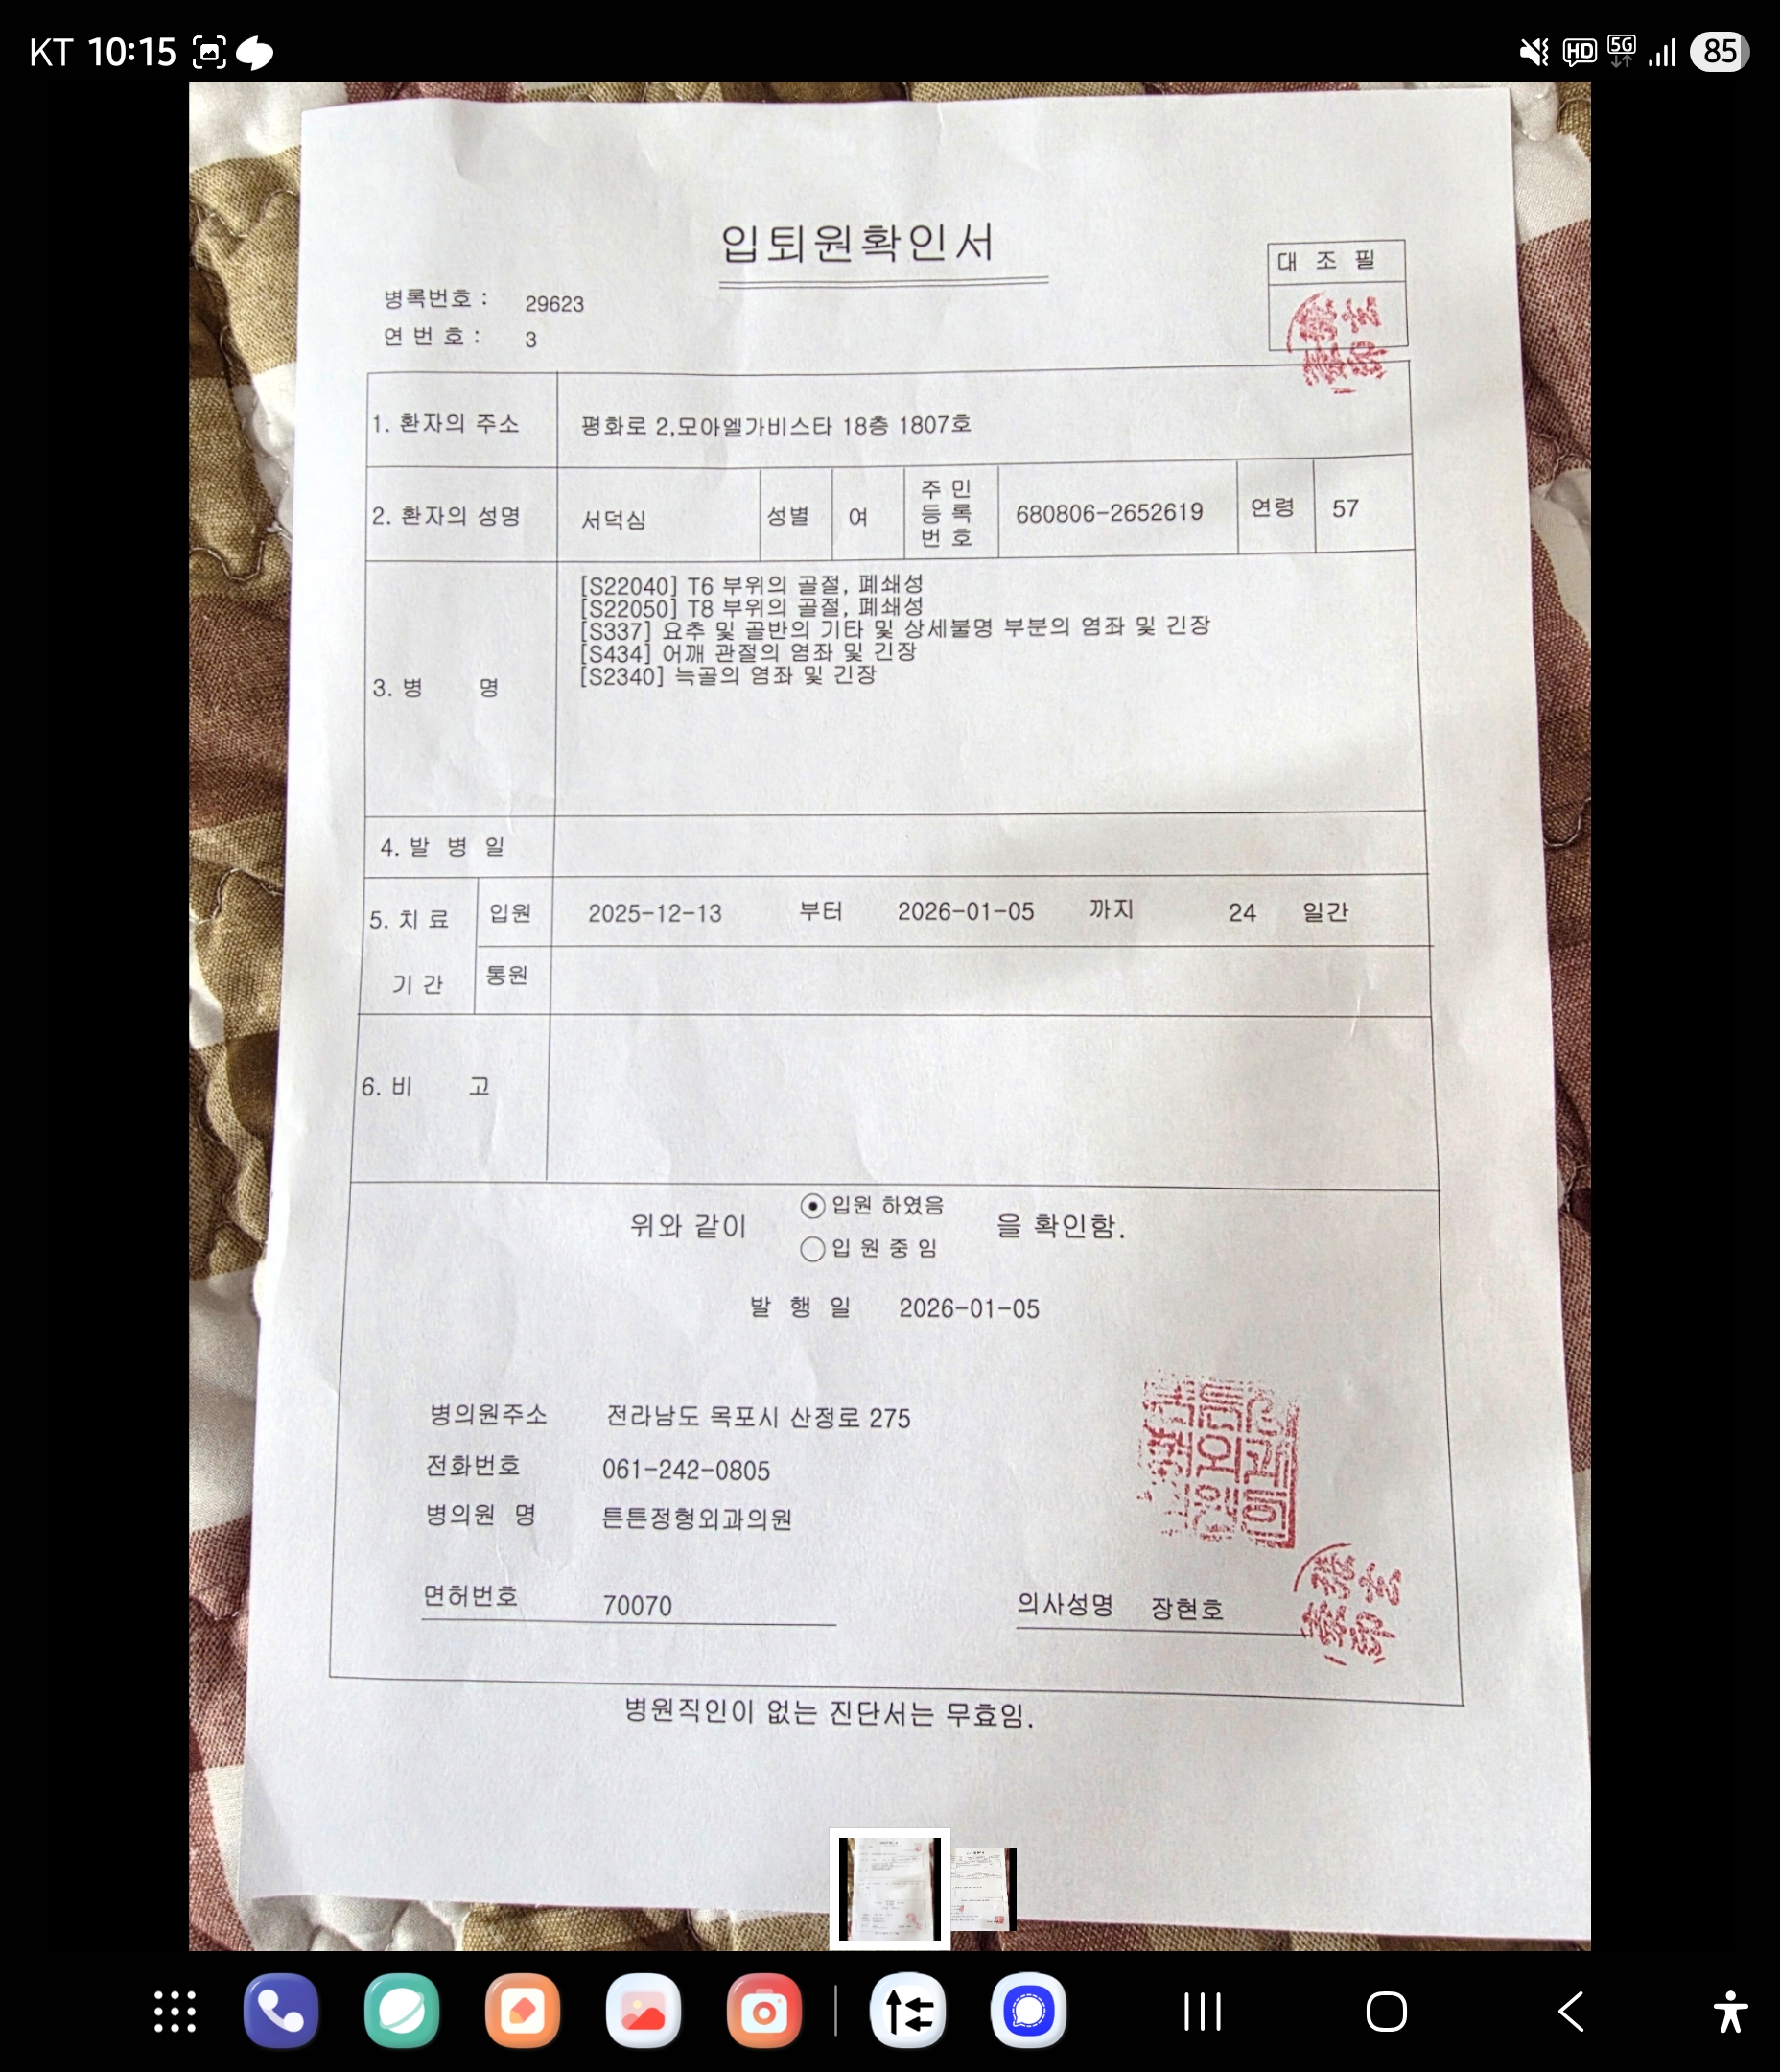 KT 10:15
HD 5G 85
입퇴원확인서
대 조 필
병록번호 : 29623
연 번 호 : 3
1. 환자의 주소 평화로 2,모아엘가비스타 18층 1807호
2. 환자의 성명 서덕심 성별 여 주 민 등 록 번 호 680806-2652619 연령 57
3. 병 명
[S22040] T6 부위의 골절, 폐쇄성
[S22050] T8 부위의 골절, 폐쇄성
[S337] 요추 및 골반의 기타 및 상세불명 부분의 염좌 및 긴장
[S434] 어깨 관절의 염좌 및 긴장
[S2340] 늑골의 염좌 및 긴장
4. 발 병 일
5. 치 료 기 간
입원 2025-12-13 부터 2026-01-05 까지 24 일간
통원
6. 비 고
위와 같이
입원 하였음
입 원 중 임
을 확인함.
발 행 일 2026-01-05
병의원주소 전라남도 목포시 산정로 275
전화번호 061-242-0805
병의원 명 튼튼정형외과의원
면허번호 70070 의사성명 장현호
병원직인이 없는 진단서는 무효임.